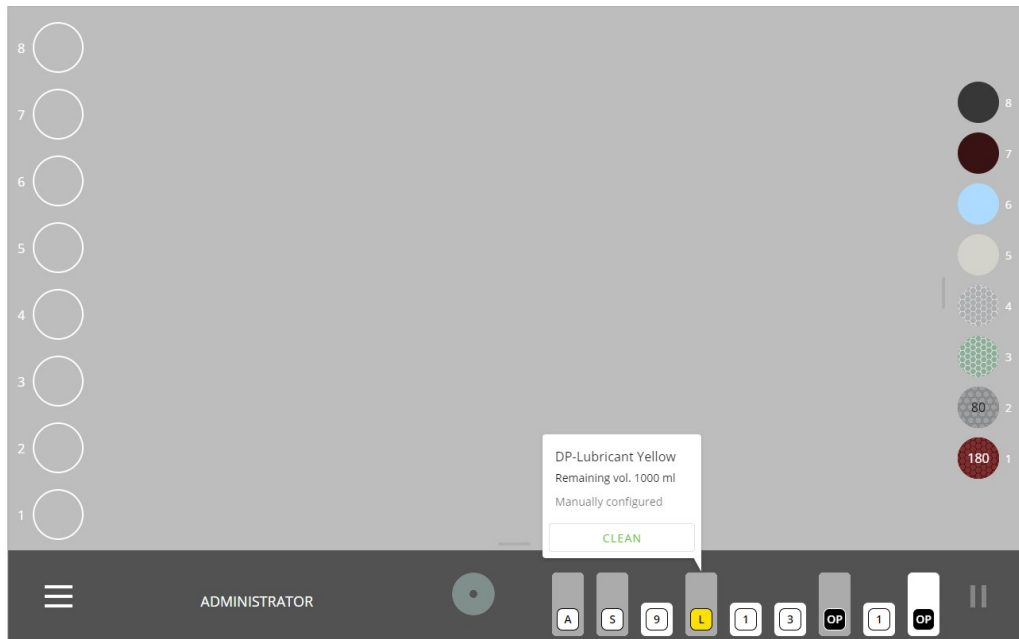 8
7
6
5
4
3
2
1
8
7
6
5
4
3
80 2
180 1
DP-Lubricant Yellow
Remaining vol. 1000 ml
Manually configured
CLEAN
ADMINISTRATOR
A S 9 L 1 3 OP 1 OP